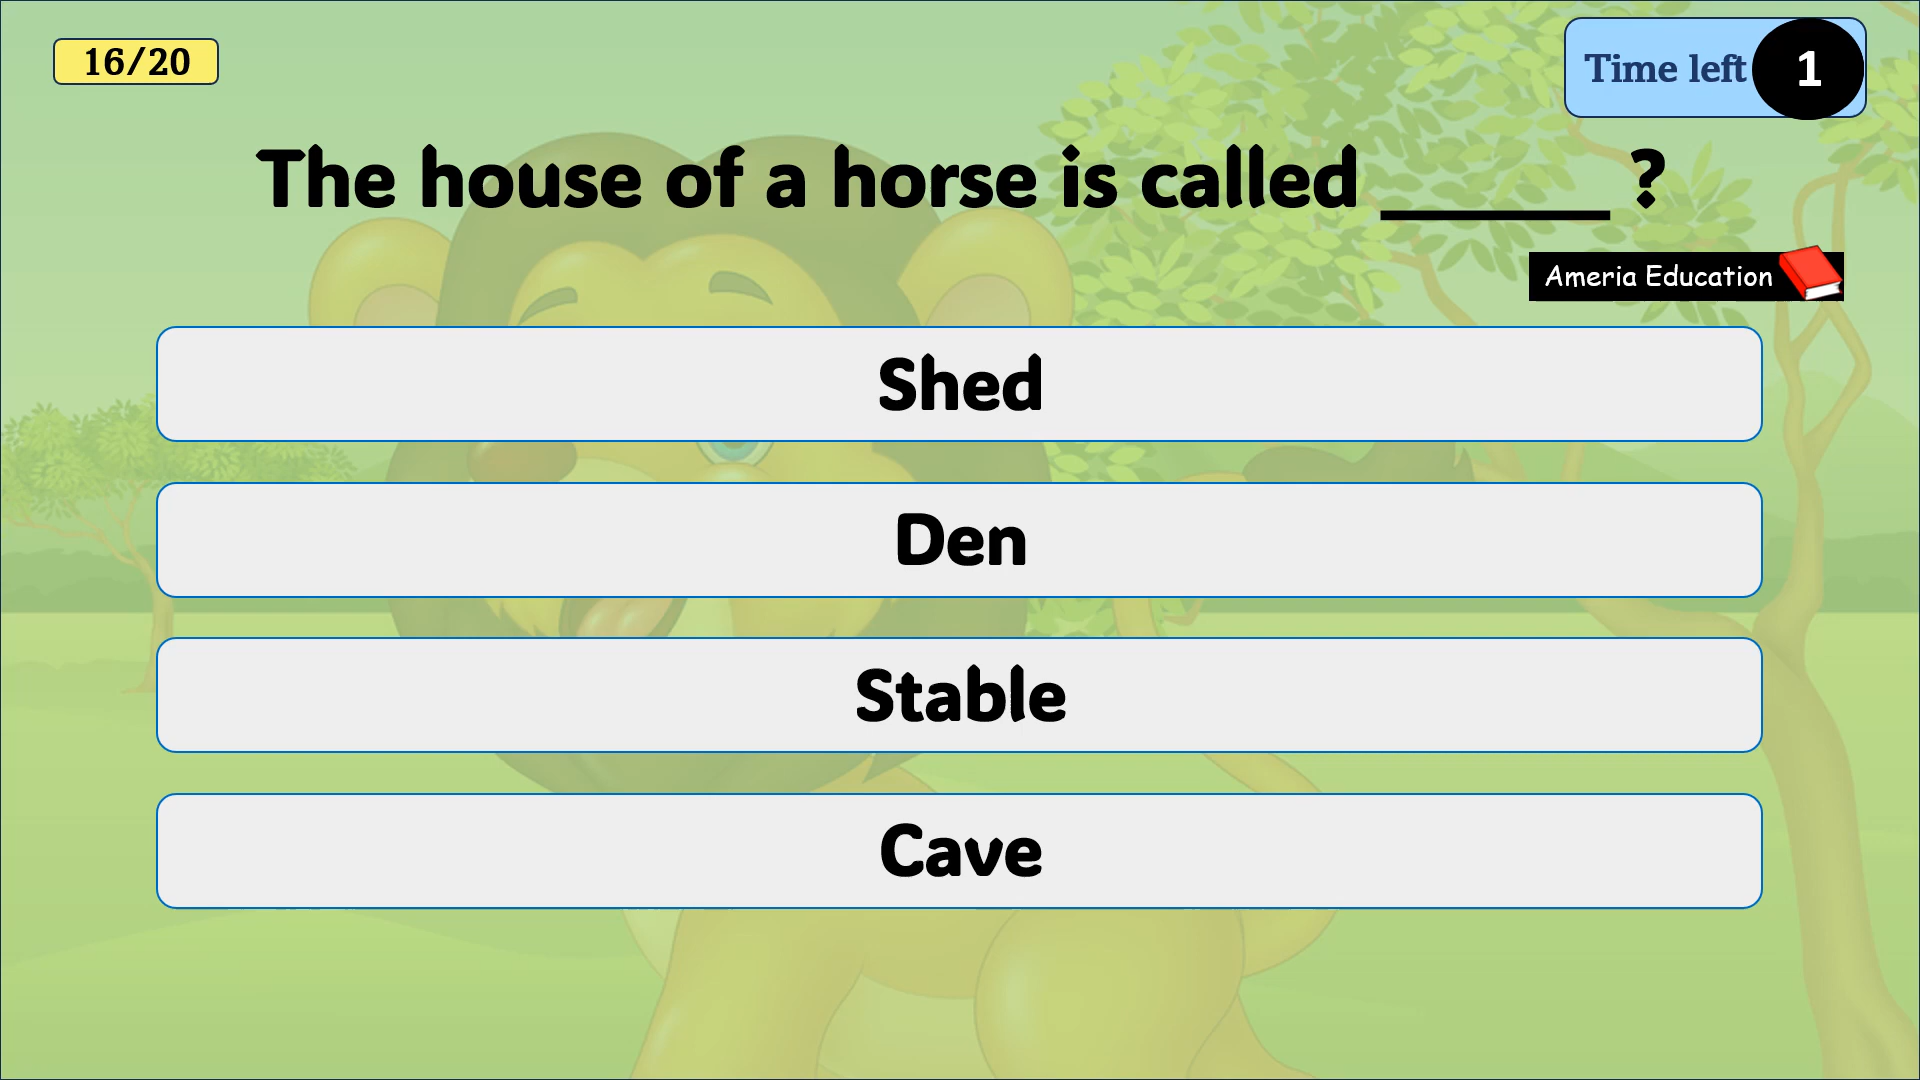 16/20
Time left 1
The house of a horse is called ______ ?
Ameria Education
Shed
Den
Stable
Cave